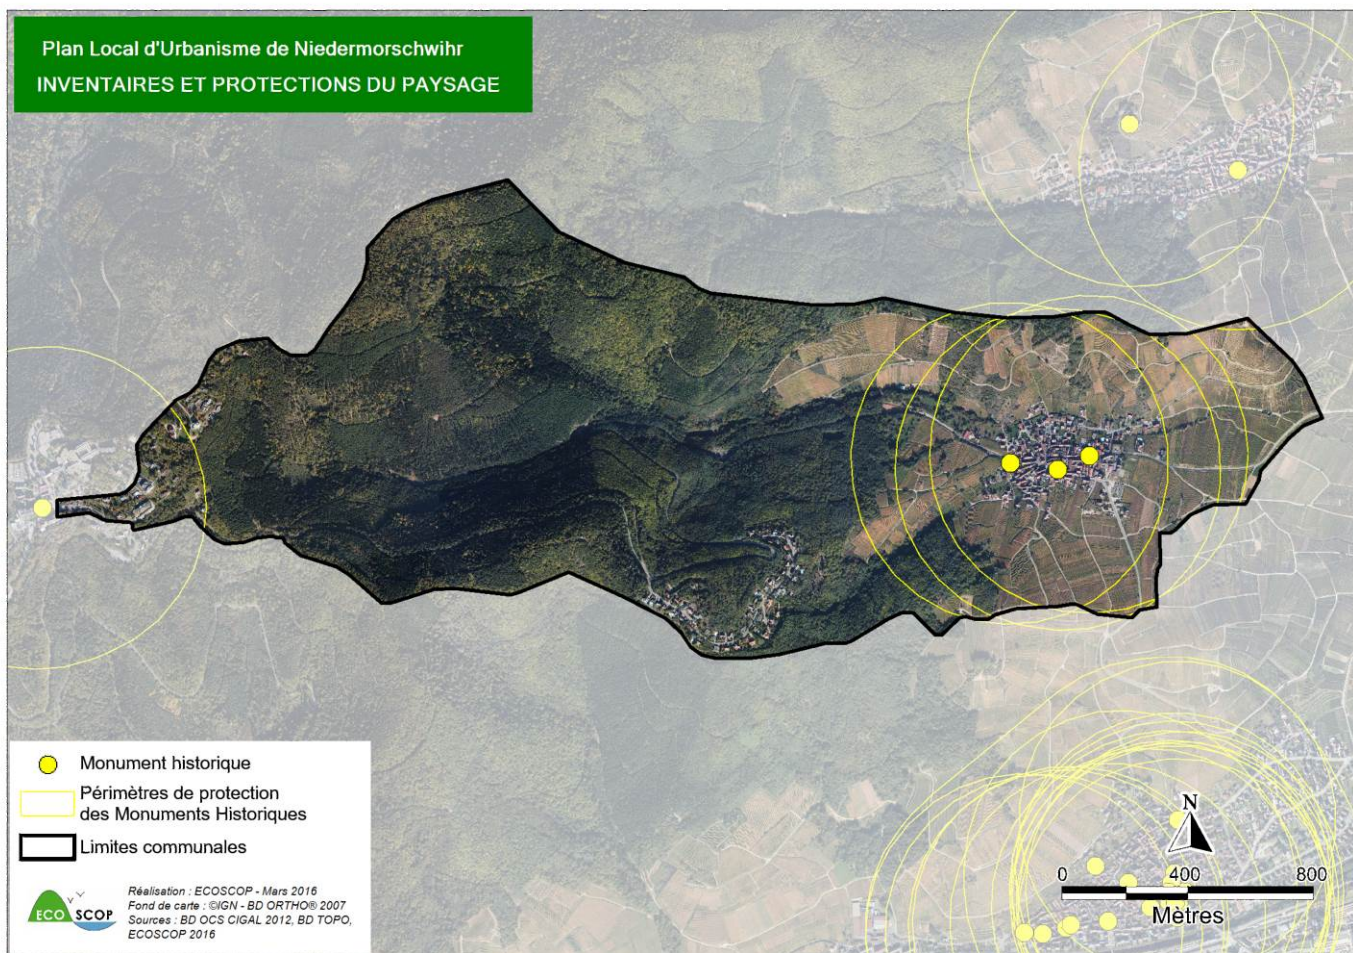 Plan Local d'Urbanisme de Niedermorschwihr
INVENTAIRES ET PROTECTIONS DU PAYSAGE
Monument historique
Périmètres de protection
des Monuments Historiques
Limites communales
ECO SCOP
Réalisation : ECOSCOP - Mars 2016
Fond de carte : ©IGN - BD ORTHO® 2007
Sources : BD OCS CIGAL 2012, BD TOPO,
ECOSCOP 2016
N
0 400 800
Mètres